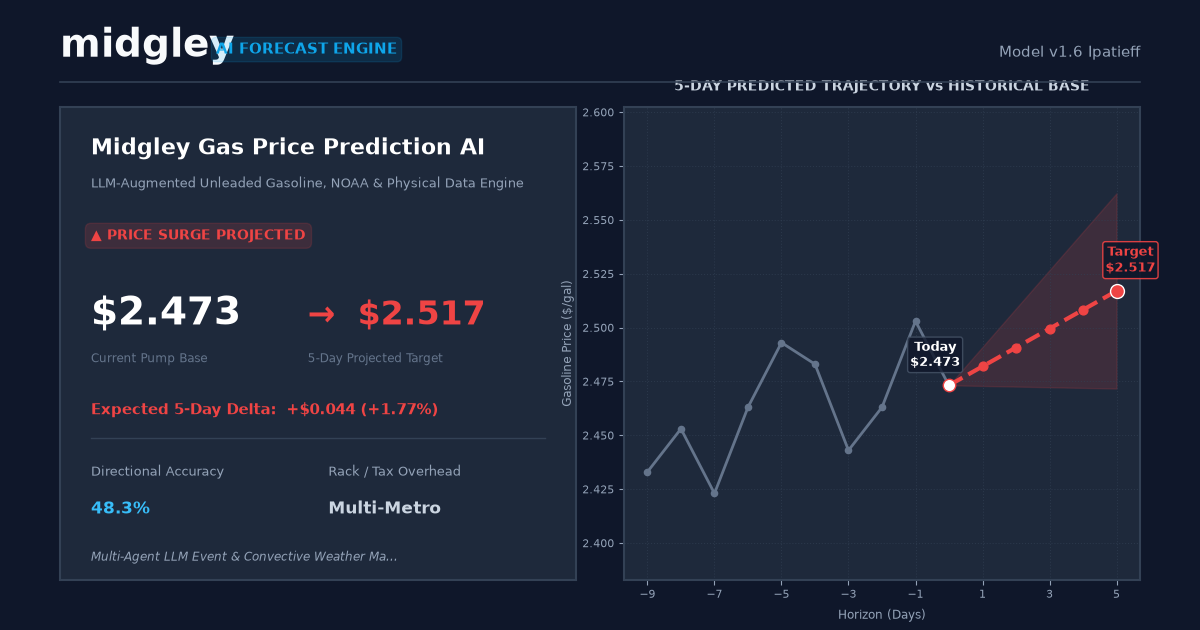 midgley
AI FORECAST ENGINE
Model v1.6 Ipatieff
Midgley Gas Price Prediction AI
LLM-Augmented Unleaded Gasoline, NOAA & Physical Data Engine
▲ PRICE SURGE PROJECTED
$2.473
→ $2.517
Current Pump Base
5-Day Projected Target
Expected 5-Day Delta: +$0.044 (+1.77%)
Directional Accuracy
Rack / Tax Overhead
48.3%
Multi-Metro
Multi-Agent LLM Event & Convective Weather Ma...
5-DAY PREDICTED TRAJECTORY vs HISTORICAL BASE
Gasoline Price ($/gal)
2.600
2.575
2.550
2.525
2.500
2.475
2.450
2.425
2.400
Target
$2.517
Today
$2.473
−9
−7
−5
−3
−1
1
3
5
Horizon (Days)